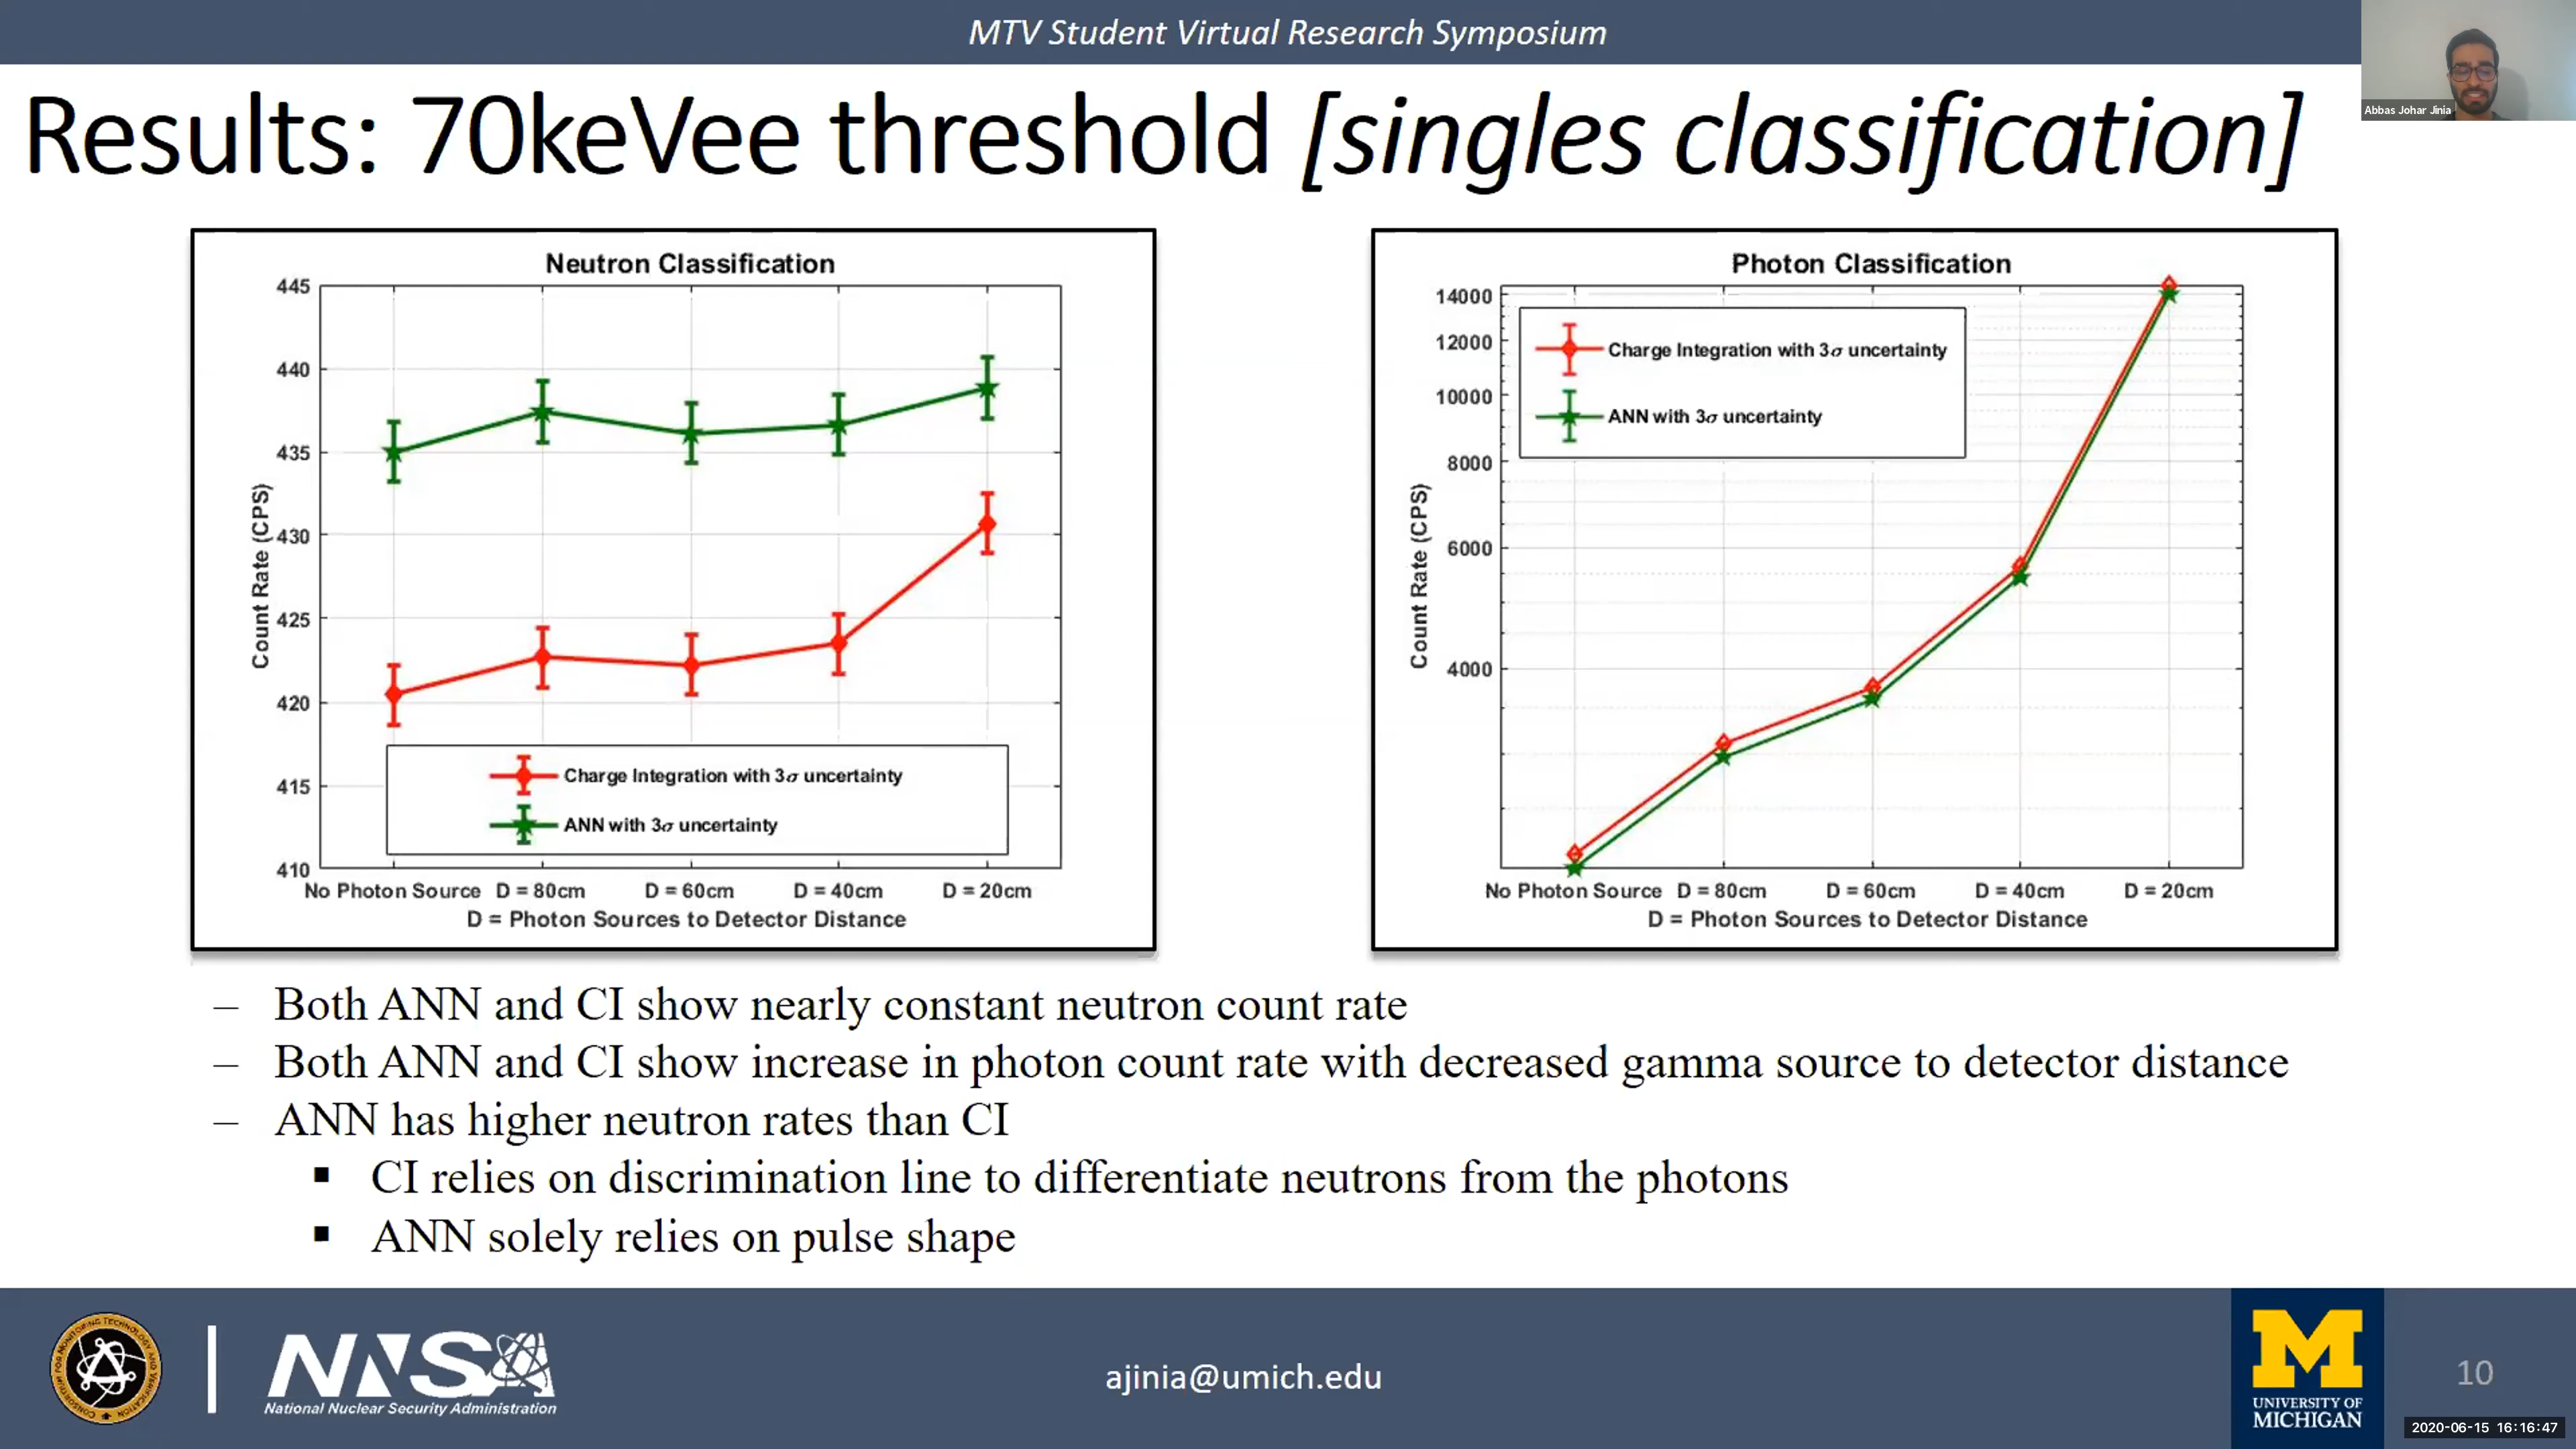 MTV Student Virtual Research Symposium
Abbas Johar Jinia
Results: 70keVee threshold [singles classification]
Neutron Classification
445
440
435
430
425
420
415
410
Count Rate (CPS)
Charge Integration with 3σ uncertainty
ANN with 3σ uncertainty
No Photon Source D = 80cm D = 60cm D = 40cm D = 20cm
D = Photon Sources to Detector Distance
Photon Classification
14000
12000
10000
8000
6000
4000
Count Rate (CPS)
Charge Integration with 3σ uncertainty
ANN with 3σ uncertainty
No Photon Source D = 80cm D = 60cm D = 40cm D = 20cm
D = Photon Sources to Detector Distance
– Both ANN and CI show nearly constant neutron count rate
– Both ANN and CI show increase in photon count rate with decreased gamma source to detector distance
– ANN has higher neutron rates than CI
▪ CI relies on discrimination line to differentiate neutrons from the photons
▪ ANN solely relies on pulse shape
CONSORTIUM FOR MONITORING TECHNOLOGY AND VERIFICATION
NNSA
National Nuclear Security Administration
ajinia@umich.edu
M
UNIVERSITY OF
MICHIGAN
10
2020-06-15 16:16:47